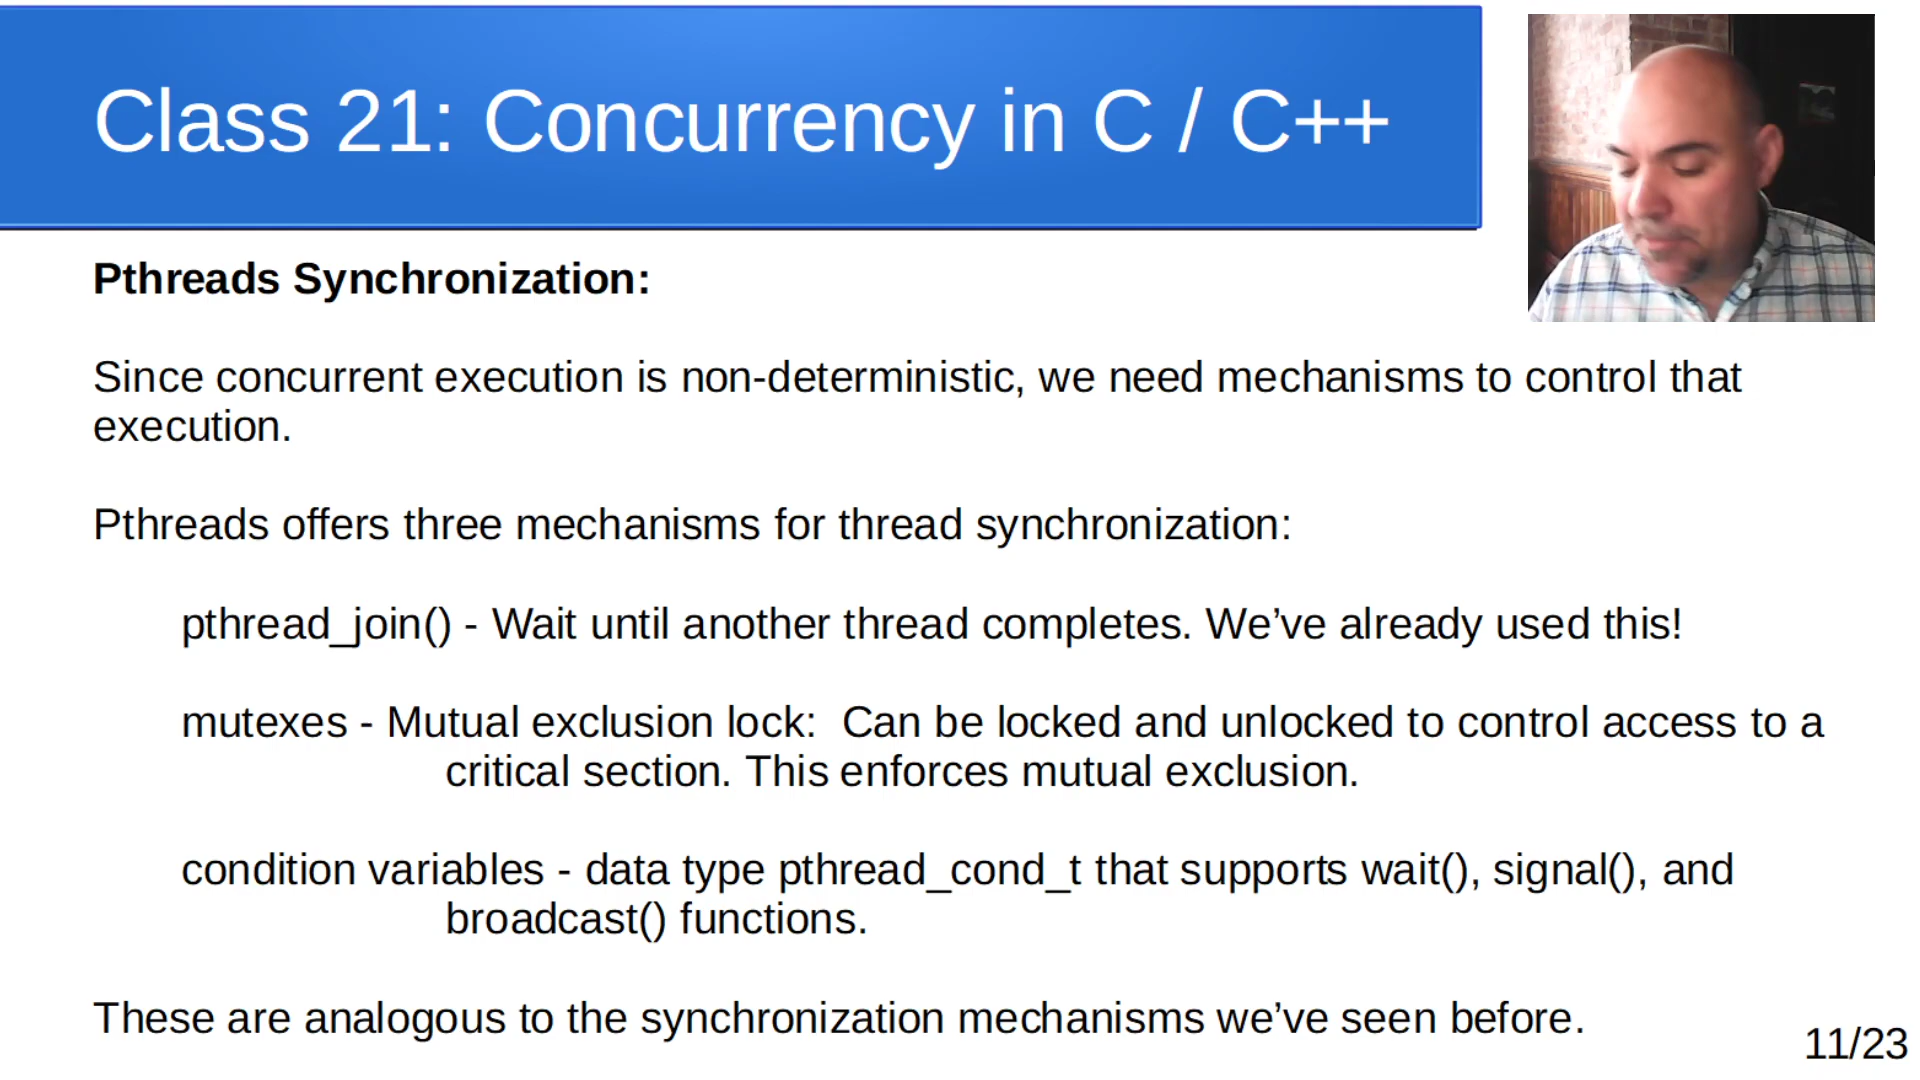 Class 21: Concurrency in C / C++
Pthreads Synchronization:
Since concurrent execution is non-deterministic, we need mechanisms to control that
execution.
Pthreads offers three mechanisms for thread synchronization:
pthread_join() - Wait until another thread completes. We’ve already used this!
mutexes - Mutual exclusion lock:  Can be locked and unlocked to control access to a
critical section. This enforces mutual exclusion.
condition variables - data type pthread_cond_t that supports wait(), signal(), and
broadcast() functions.
These are analogous to the synchronization mechanisms we’ve seen before.
11/23